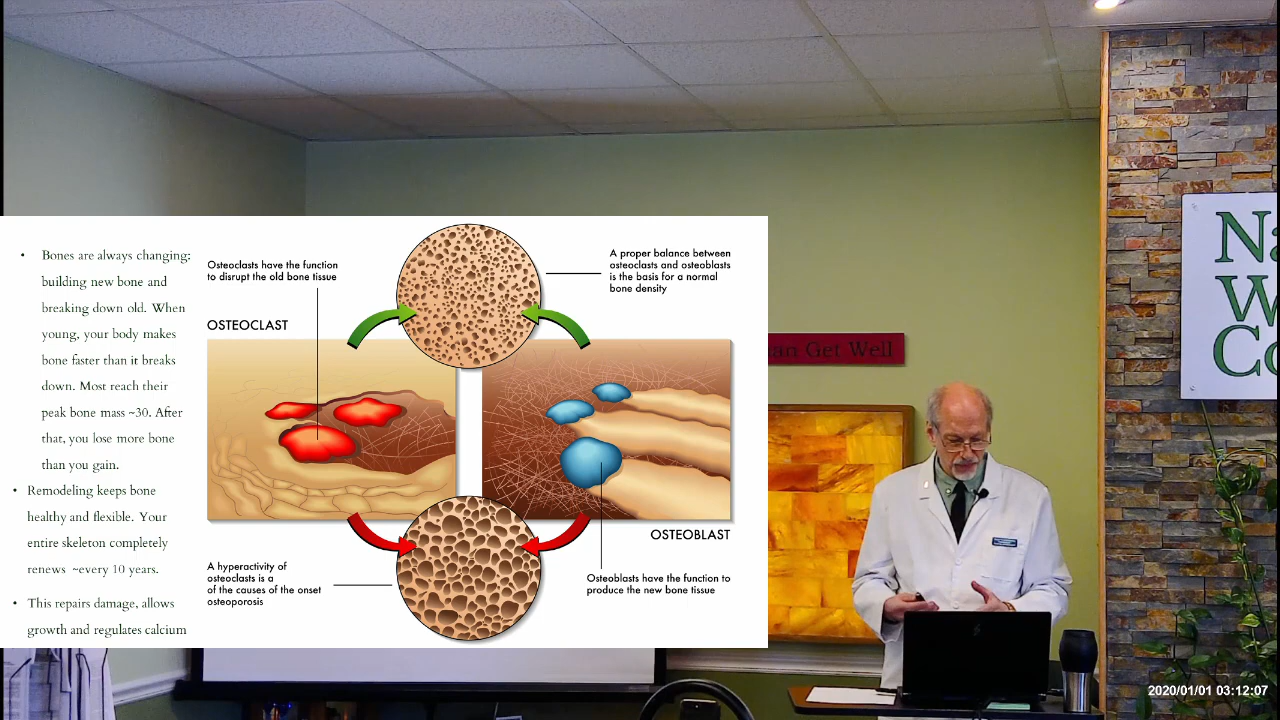 • Bones are always changing:
building new bone and
breaking down old. When
young, your body makes
bone faster than it breaks
down. Most reach their
peak bone mass ~30. After
that, you lose more bone
than you gain.
• Remodeling keeps bone
healthy and flexible. Your
entire skeleton completely
renews ~every 10 years.
• This repairs damage, allows
growth and regulates calcium
Osteoclasts have the function
to disrupt the old bone tissue
OSTEOCLAST
A proper balance between
osteoclasts and osteoblasts
is the basis for a normal
bone density
A hyperactivity of
osteoclasts is a
of the causes of the onset
osteoporosis
OSTEOBLAST
Osteoblasts have the function to
produce the new bone tissue
an Get Well
Na
W
Co
2020/01/01 03:12:07